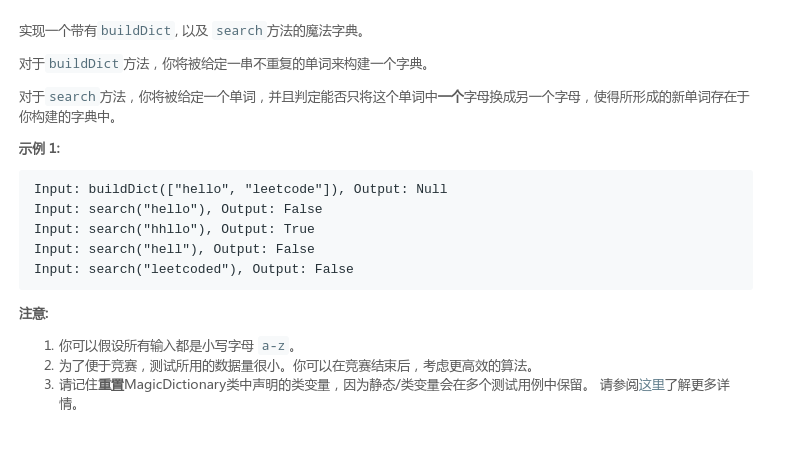 实现一个带有 buildDict , 以及 search 方法的魔法字典。
对于 buildDict 方法，你将被给定一串不重复的单词来构建一个字典。
对于 search 方法，你将被给定一个单词，并且判定能否只将这个单词中一个字母换成另一个字母，使得所形成的新单词存在于
你构建的字典中。
示例 1:
Input: buildDict(["hello", "leetcode"]), Output: Null
Input: search("hello"), Output: False
Input: search("hhllo"), Output: True
Input: search("hell"), Output: False
Input: search("leetcoded"), Output: False
注意:
1. 你可以假设所有输入都是小写字母 a-z 。
2. 为了便于竞赛，测试所用的数据量很小。你可以在竞赛结束后，考虑更高效的算法。
3. 请记住重置MagicDictionary类中声明的类变量，因为静态/类变量会在多个测试用例中保留。 请参阅这里了解更多详
情。